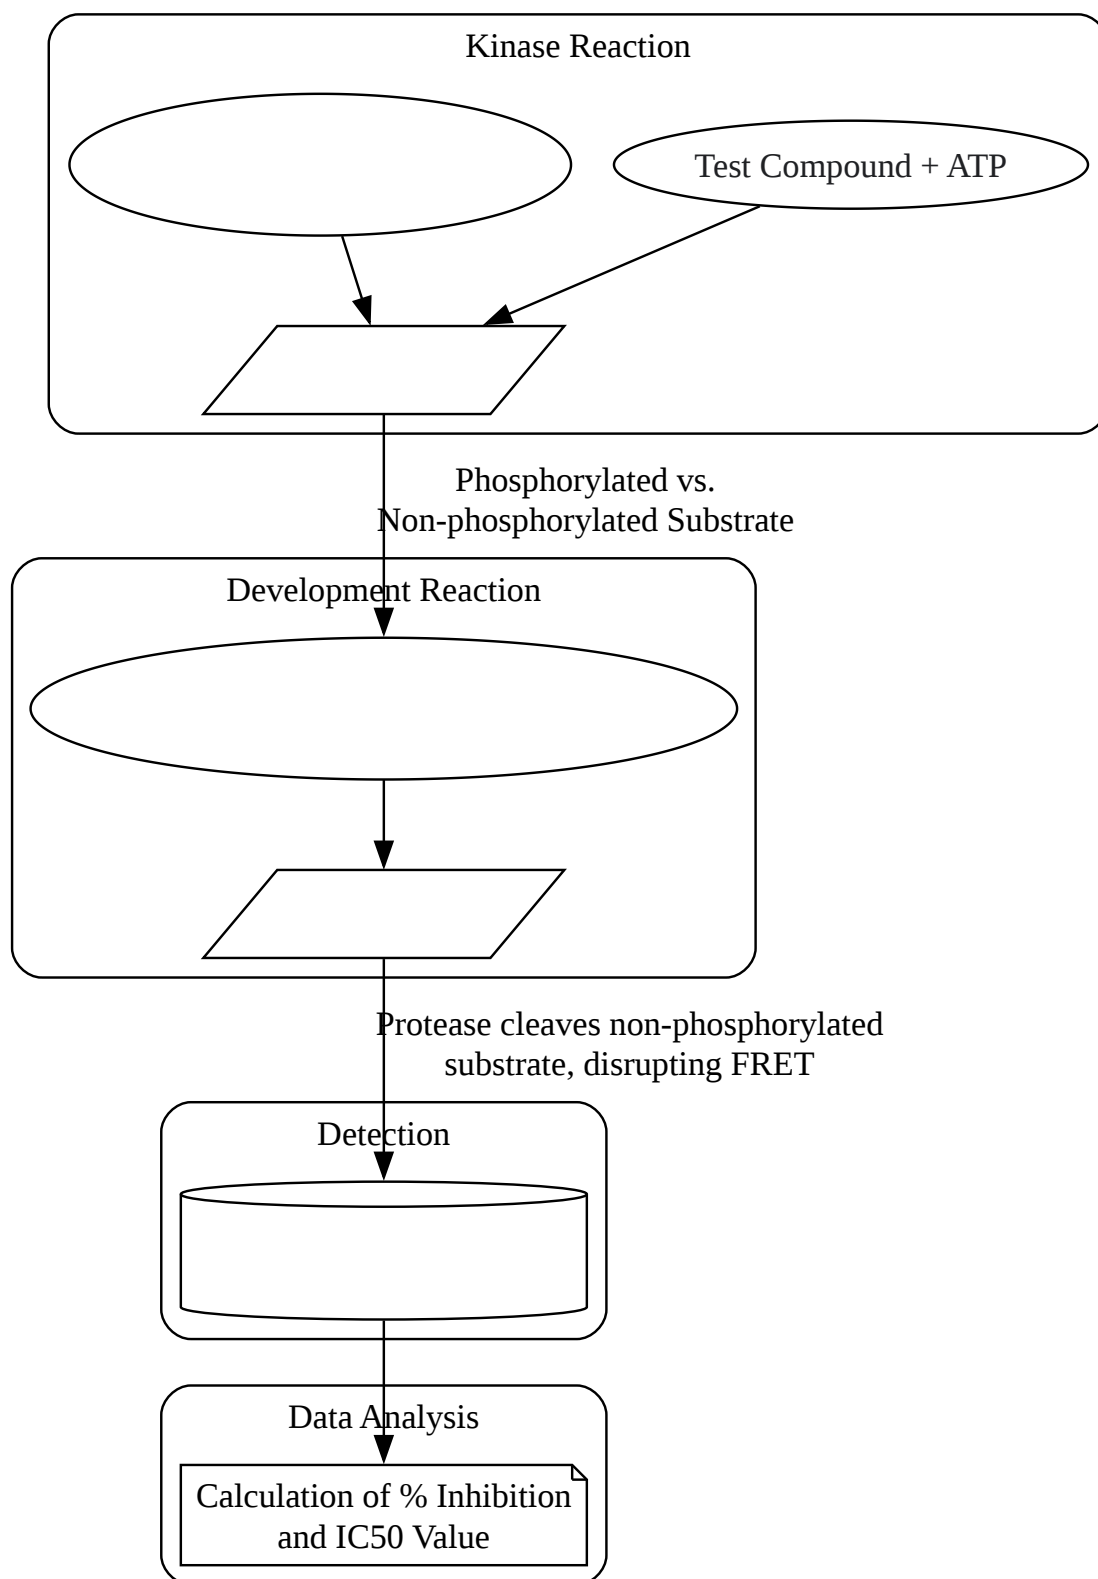 Kinase Reaction
Test Compound + ATP
Phosphorylated vs.
Non-phosphorylated Substrate
Development Reaction
Protease cleaves non-phosphorylated
substrate, disrupting FRET
Detection
Data Analysis
Calculation of % Inhibition
and IC50 Value